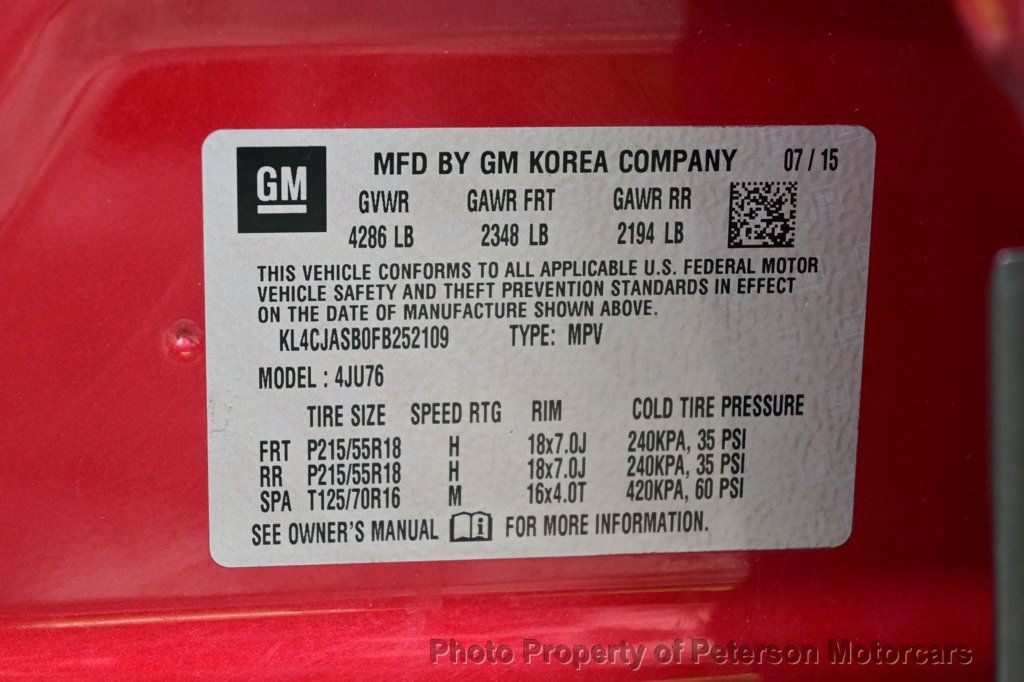 GM
MFD BY GM KOREA COMPANY 07 / 15
GVWR GAWR FRT GAWR RR
4286 LB 2348 LB 2194 LB
THIS VEHICLE CONFORMS TO ALL APPLICABLE U.S. FEDERAL MOTOR
VEHICLE SAFETY AND THEFT PREVENTION STANDARDS IN EFFECT
ON THE DATE OF MANUFACTURE SHOWN ABOVE.
KL4CJASB0FB252109 TYPE: MPV
MODEL : 4JU76
TIRE SIZE SPEED RTG RIM COLD TIRE PRESSURE
FRT P215/55R18 H 18x7.0J 240KPA, 35 PSI
RR P215/55R18 H 18x7.0J 240KPA, 35 PSI
SPA T125/70R16 M 16x4.0T 420KPA, 60 PSI
SEE OWNER'S MANUAL i FOR MORE INFORMATION.
Photo Property of Peterson Motorcars